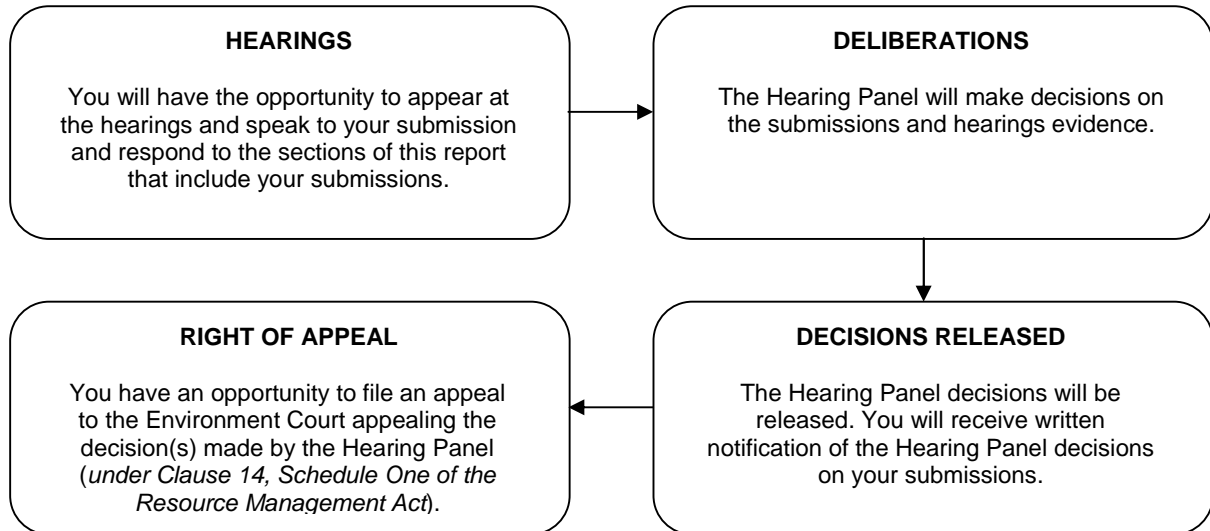 HEARINGS
You will have the opportunity to appear at
the hearings and speak to your submission
and respond to the sections of this report
that include your submissions.
DELIBERATIONS
The Hearing Panel will make decisions on
the submissions and hearings evidence.
DECISIONS RELEASED
The Hearing Panel decisions will be
released. You will receive written
notification of the Hearing Panel decisions
on your submissions.
RIGHT OF APPEAL
You have an opportunity to file an appeal
to the Environment Court appealing the
decision(s) made by the Hearing Panel
(under Clause 14, Schedule One of the
Resource Management Act).